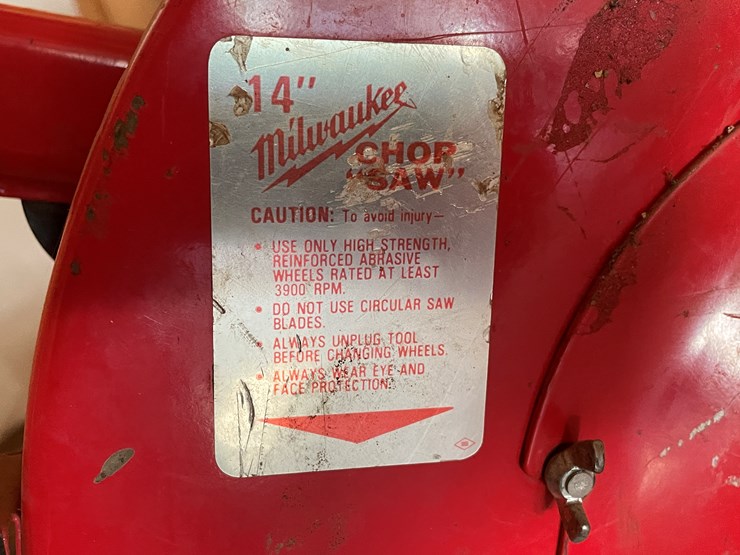 14"
Milwaukee
CHOP
"SAW"
CAUTION: To avoid injury—
• USE ONLY HIGH STRENGTH,
REINFORCED ABRASIVE
WHEELS RATED AT LEAST
3900 RPM.
• DO NOT USE CIRCULAR SAW
BLADES.
• ALWAYS UNPLUG TOOL
BEFORE CHANGING WHEELS.
• ALWAYS WEAR EYE AND
FACE PROTECTION.